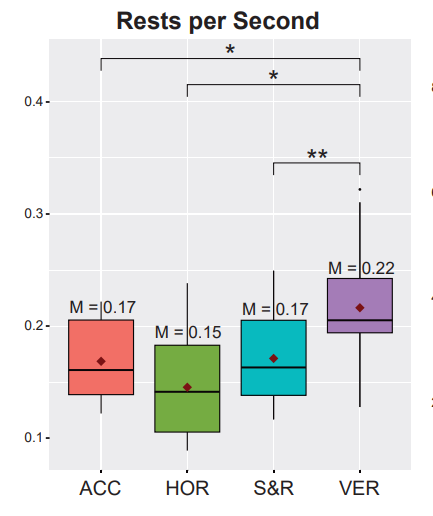 Rests per Second
*
*
**
0.4
0.3
0.2
0.1
M = 0.17
M = 0.15
M = 0.17
M = 0.22
ACC HOR S&R VER